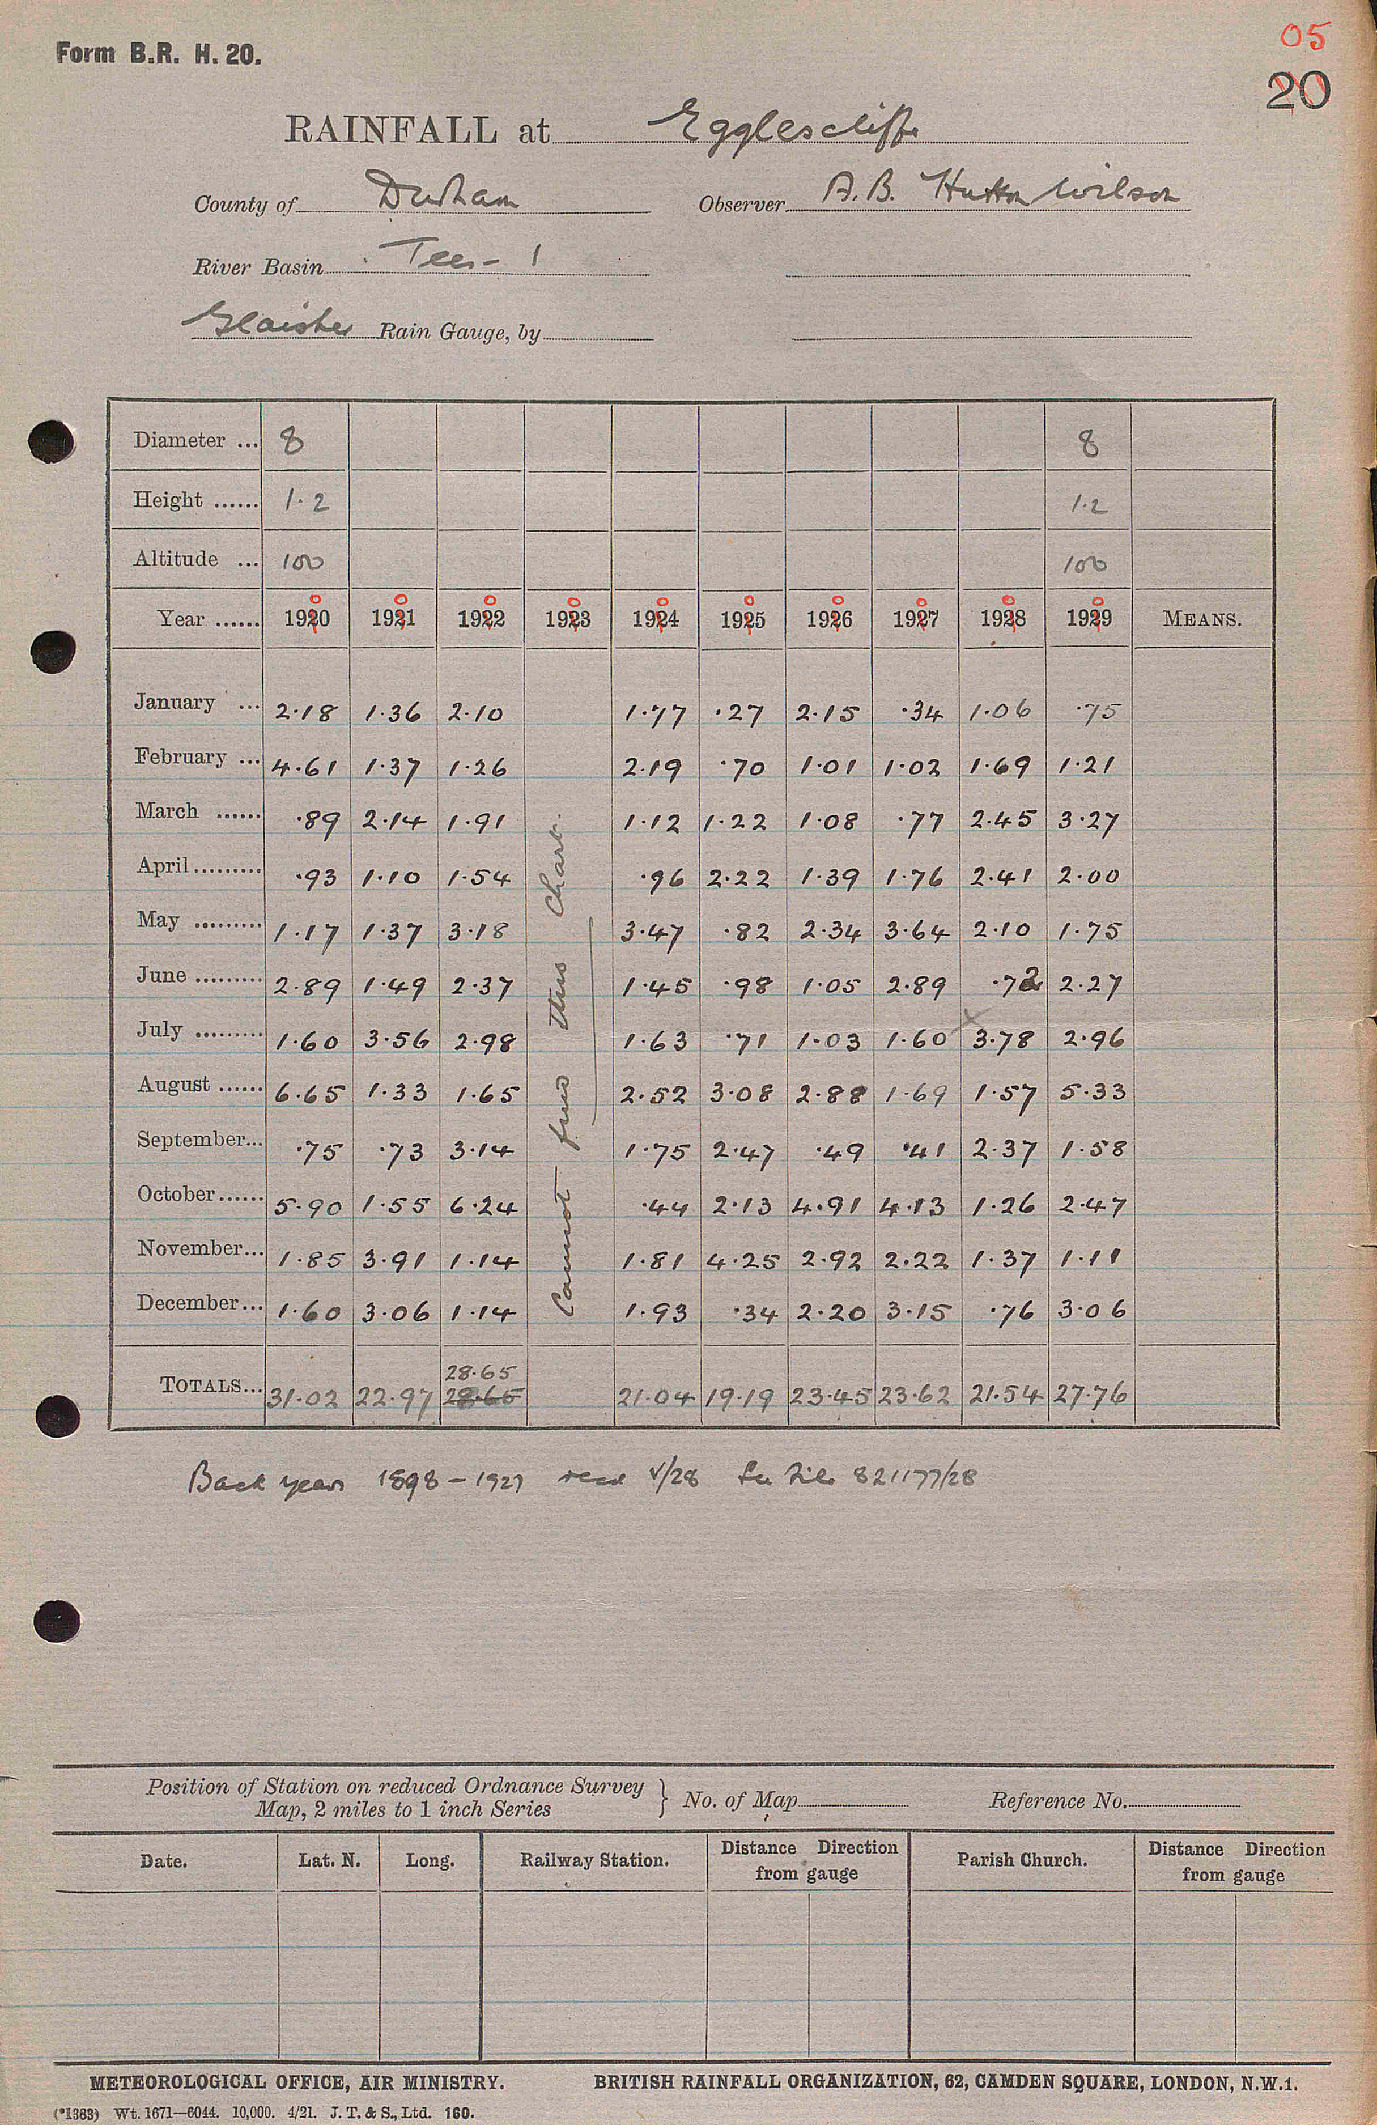 05
Form B.R. H. 20.
20
RAINFALL at Egglescliffe
County of Durham Observer A.B. Hutton Wilson
River Basin Tees - 1
Glaisher Rain Gauge, by
Diameter ... 8 8
Height ...... 1.2 1.2
Altitude ... 100 100
0 0 0 0 0 0 0 0 0 0
Year ...... 1920 1921 1922 1923 1924 1925 1926 1927 1928 1929 MEANS.
January ... 2.18 1.36 2.10 1.77 .27 2.15 .34 1.06 .75
February ... 4.61 1.37 1.26 2.19 .70 1.01 1.02 1.69 1.21
March ...... .89 2.14 1.91 1.12 1.22 1.08 .77 2.45 3.27
April ......... .93 1.10 1.54 .96 2.22 1.39 1.76 2.41 2.00
May ......... 1.17 1.37 3.18 3.47 .82 2.34 3.64 2.10 1.75
June ......... 2.89 1.49 2.37 1.45 .98 1.05 2.89 .72 2.27
July ......... 1.60 3.56 2.98 1.63 .71 1.03 1.60 x 3.78 2.96
August ...... 6.65 1.33 1.65 2.52 3.08 2.88 1.69 1.57 5.33
September... .75 .73 3.14 1.75 2.47 .49 .41 2.37 1.58
October ...... 5.90 1.55 6.24 .44 2.13 4.91 4.13 1.26 2.47
November... 1.85 3.91 1.14 1.81 4.25 2.92 2.22 1.37 1.11
December... 1.60 3.06 1.14 1.93 .34 2.20 3.15 .76 3.06
Cannot find this Chart.
28.65
TOTALS... 31.02 22.97 28.65 21.04 19.19 23.45 23.62 21.54 27.76
Back years 1898 - 1927 recd V/28 See File 821177/28
Position of Station on reduced Ordnance Survey
Map, 2 miles to 1 inch Series } No. of Map Reference No.
Date. Lat. N. Long. Railway Station. Distance Direction from gauge Parish Church. Distance Direction from gauge
METEOROLOGICAL OFFICE, AIR MINISTRY. BRITISH RAINFALL ORGANIZATION, 62, CAMDEN SQUARE, LONDON, N.W.1.
(*1383) Wt. 1671—6044. 10,000. 4/21. J. T. & S., Ltd. 160.